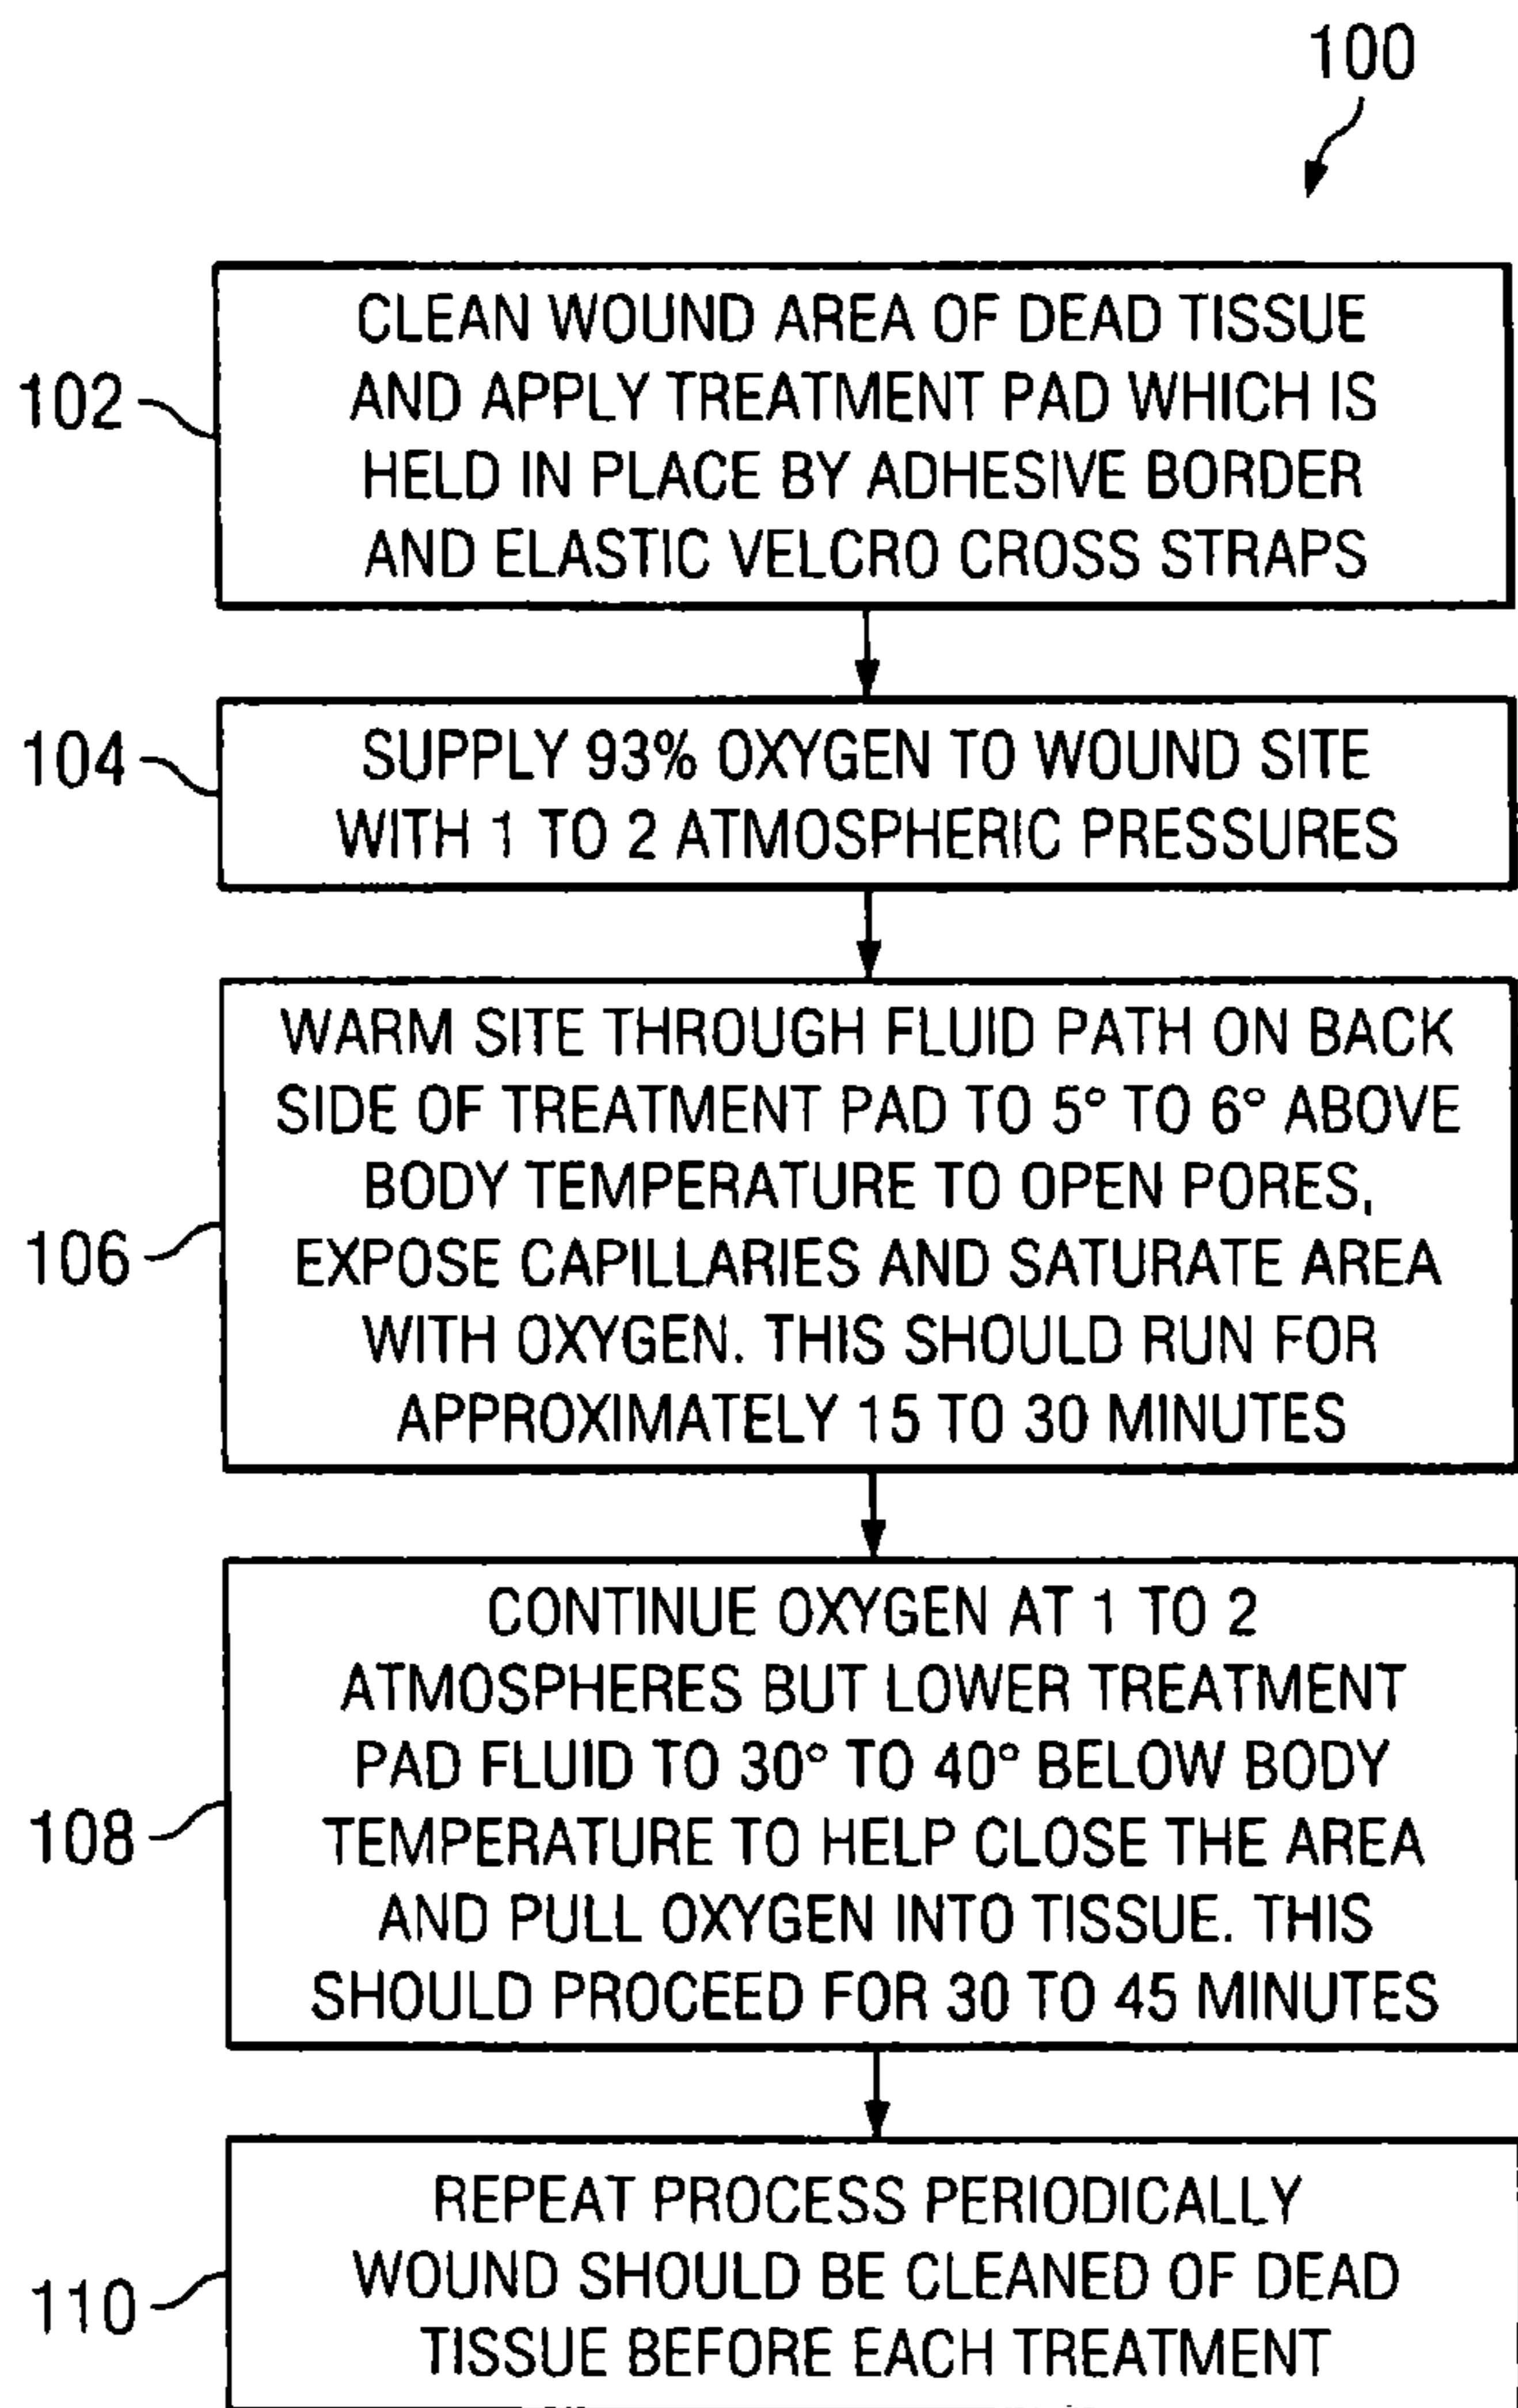 100
102
CLEAN WOUND AREA OF DEAD TISSUE
AND APPLY TREATMENT PAD WHICH IS
HELD IN PLACE BY ADHESIVE BORDER
AND ELASTIC VELCRO CROSS STRAPS
104
SUPPLY 93% OXYGEN TO WOUND SITE
WITH 1 TO 2 ATMOSPHERIC PRESSURES
106
WARM SITE THROUGH FLUID PATH ON BACK
SIDE OF TREATMENT PAD TO 5° TO 6° ABOVE
BODY TEMPERATURE TO OPEN PORES,
EXPOSE CAPILLARIES AND SATURATE AREA
WITH OXYGEN. THIS SHOULD RUN FOR
APPROXIMATELY 15 TO 30 MINUTES
108
CONTINUE OXYGEN AT 1 TO 2
ATMOSPHERES BUT LOWER TREATMENT
PAD FLUID TO 30° TO 40° BELOW BODY
TEMPERATURE TO HELP CLOSE THE AREA
AND PULL OXYGEN INTO TISSUE. THIS
SHOULD PROCEED FOR 30 TO 45 MINUTES
110
REPEAT PROCESS PERIODICALLY
WOUND SHOULD BE CLEANED OF DEAD
TISSUE BEFORE EACH TREATMENT